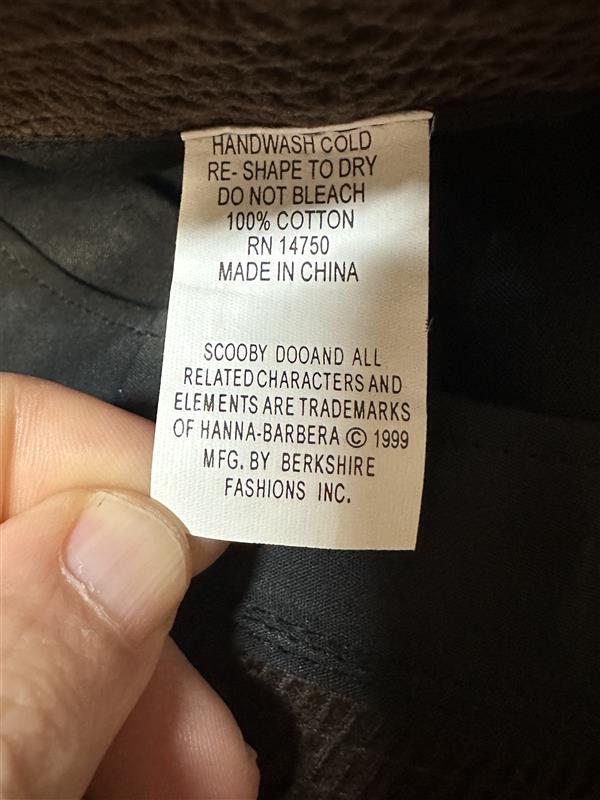 HANDWASH COLD
RE- SHAPE TO DRY
DO NOT BLEACH
100% COTTON
RN 14750
MADE IN CHINA
SCOOBY DOOAND ALL
RELATED CHARACTERS AND
ELEMENTS ARE TRADEMARKS
OF HANNA-BARBERA © 1999
MFG. BY BERKSHIRE
FASHIONS INC.